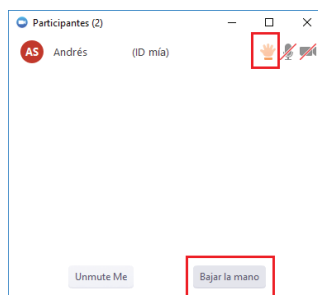 Participantes (2)
AS Andrés (ID mía)
Unmute Me Bajar la mano